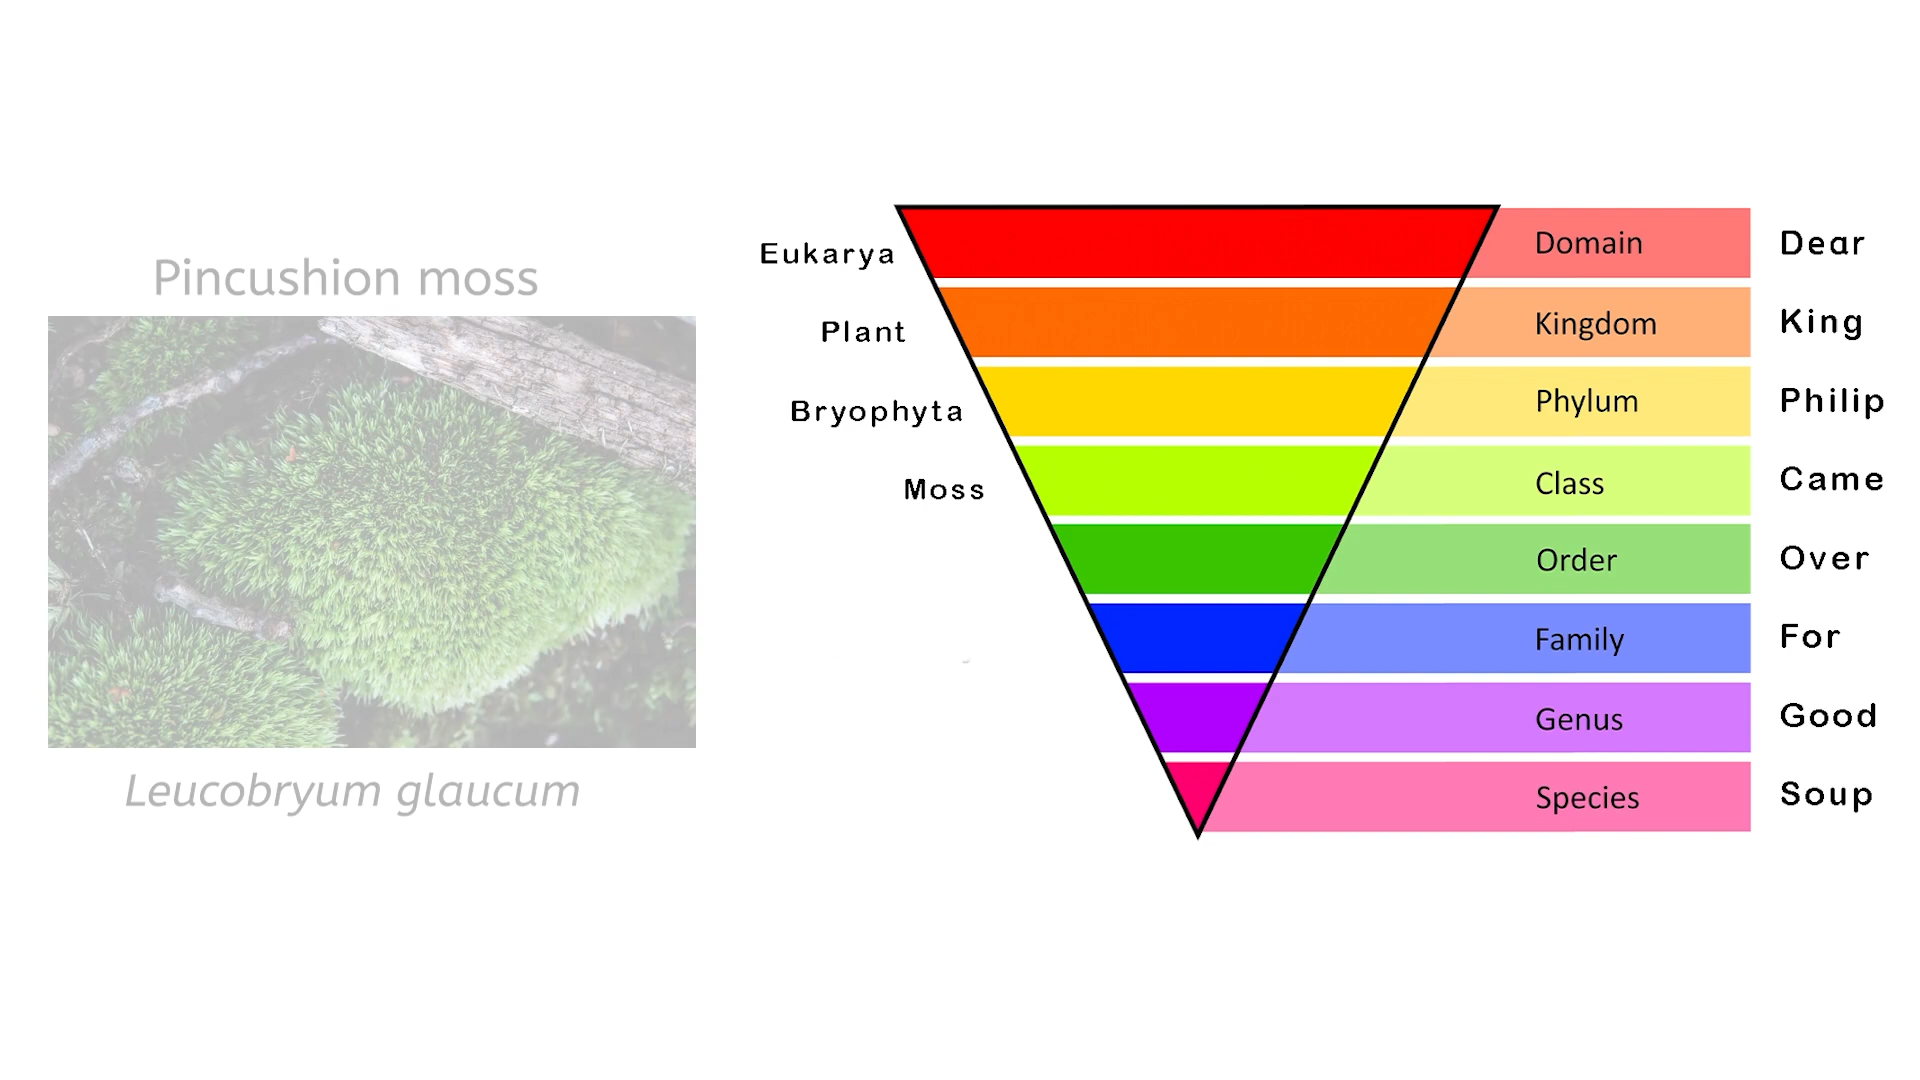 Pincushion moss
Leucobryum glaucum
Eukarya
Plant
Bryophyta
Moss
Domain
Kingdom
Phylum
Class
Order
Family
Genus
Species
Dear
King
Philip
Came
Over
For
Good
Soup